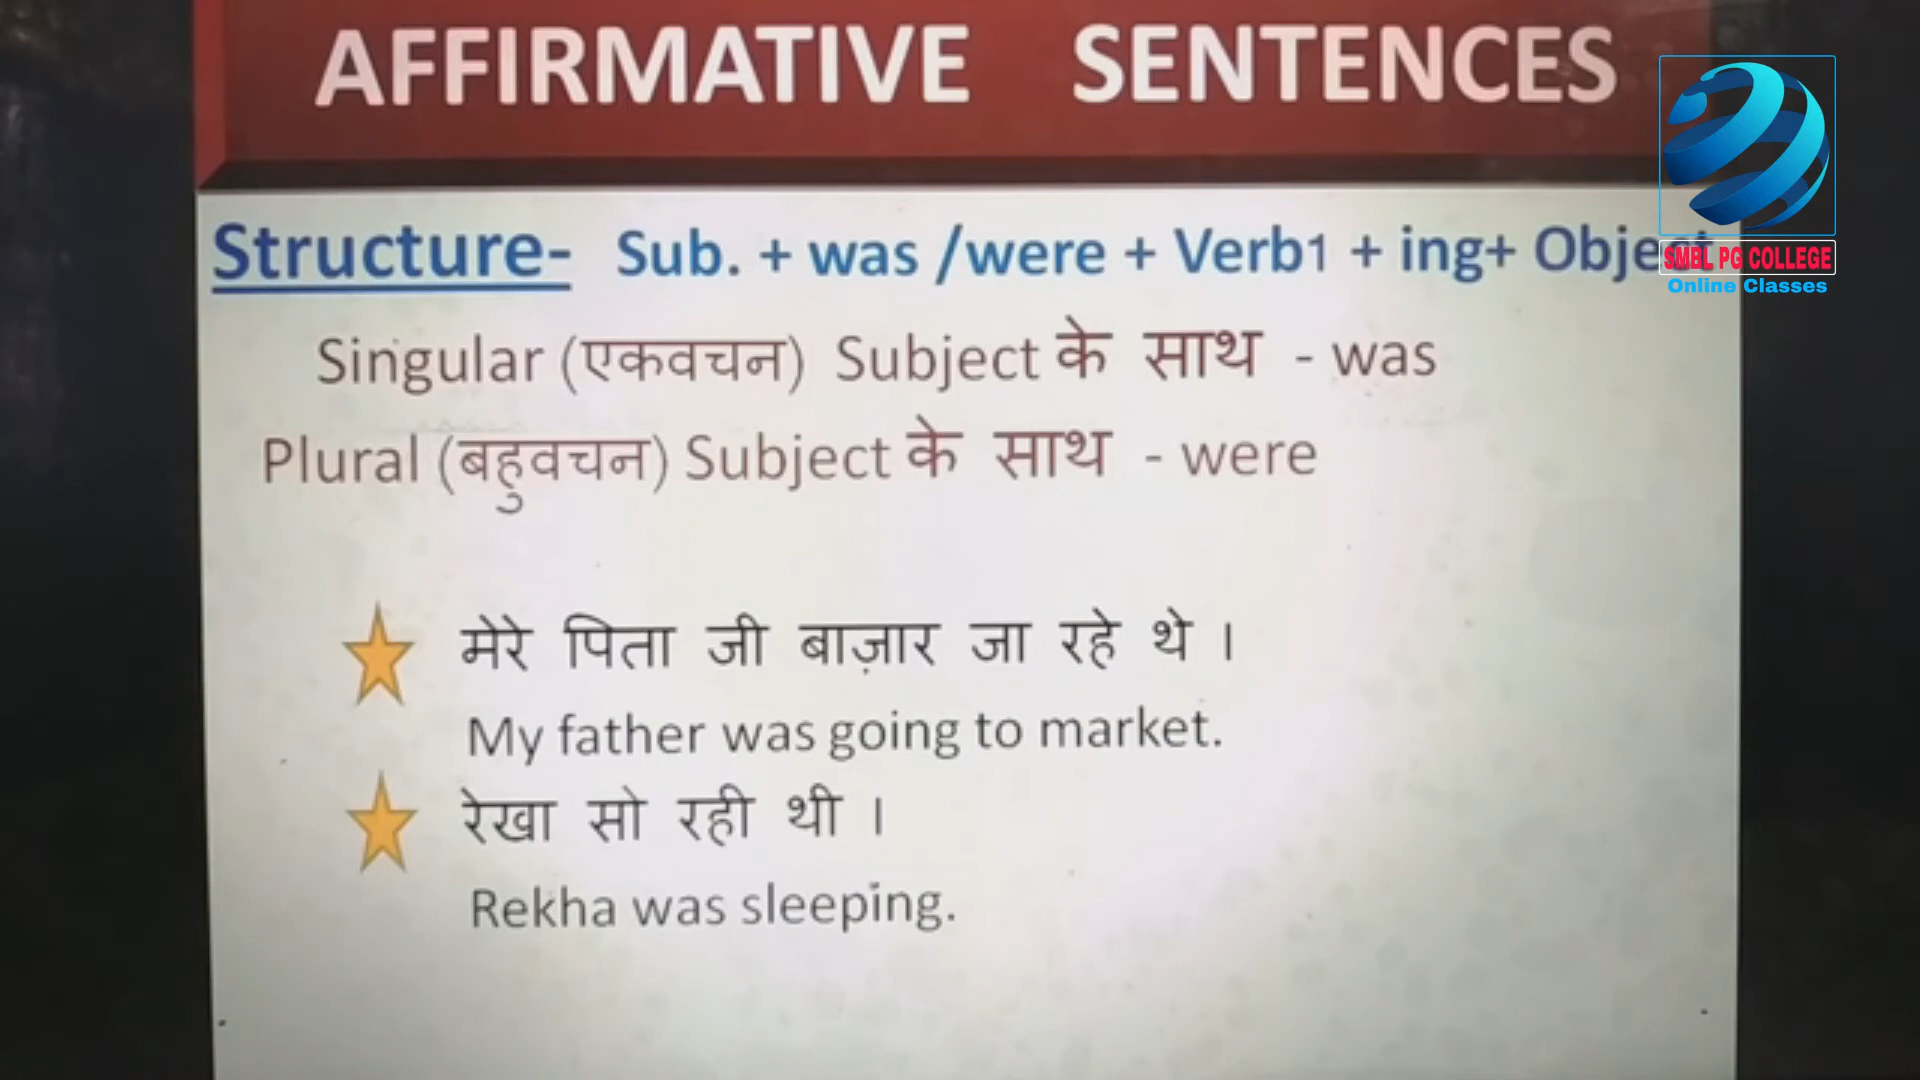 AFFIRMATIVE SENTENCES
Structure- Sub. + was /were + Verb1 + ing+ Object
SMBL PG COLLEGE
Online Classes
Singular (एकवचन) Subject के साथ - was
Plural (बहुवचन) Subject के साथ - were
मेरे पिता जी बाज़ार जा रहे थे ।
My father was going to market.
रेखा सो रही थी ।
Rekha was sleeping.